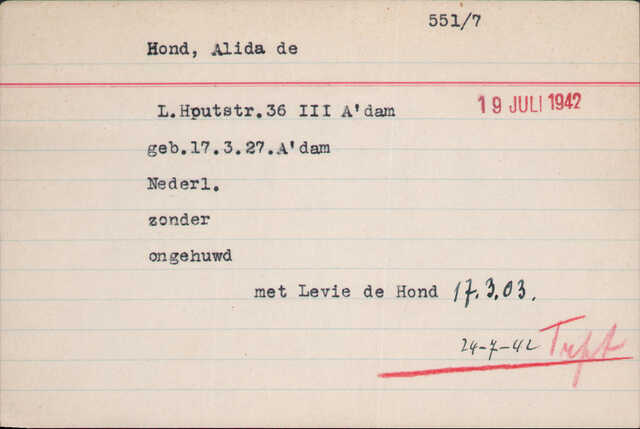 551/7
Hond, Alida de
L.Houtstr.36 III A'dam
19 JULI 1942
geb.17.3.27.A'dam
Nederl.
zonder
ongehuwd
met Levie de Hond 17.3.03.
24-7-42 Trpt